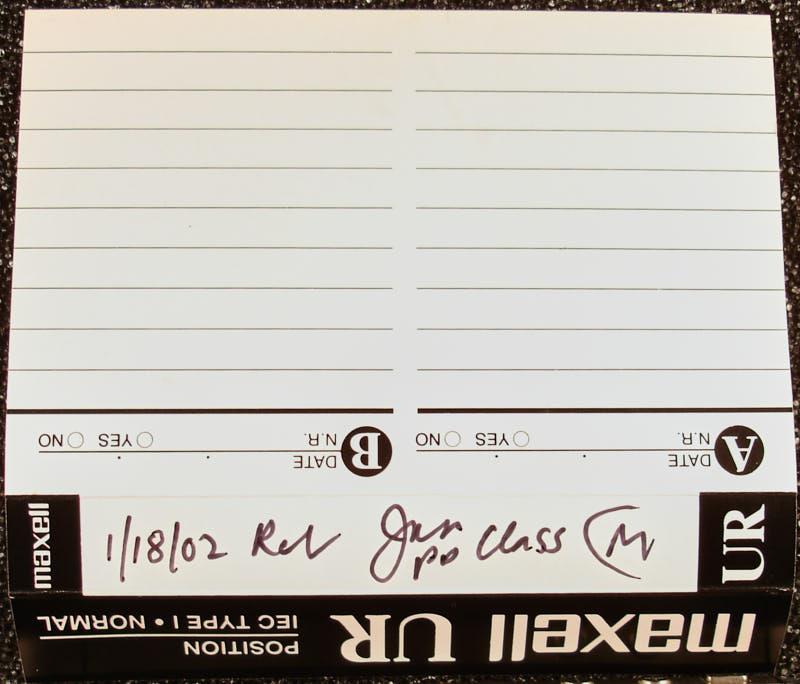 A DATE N.R. YES NO
B DATE N.R. YES NO
maxell
1/18/02 class
UR
maxell UR POSITION IEC TYPE I • NORMAL